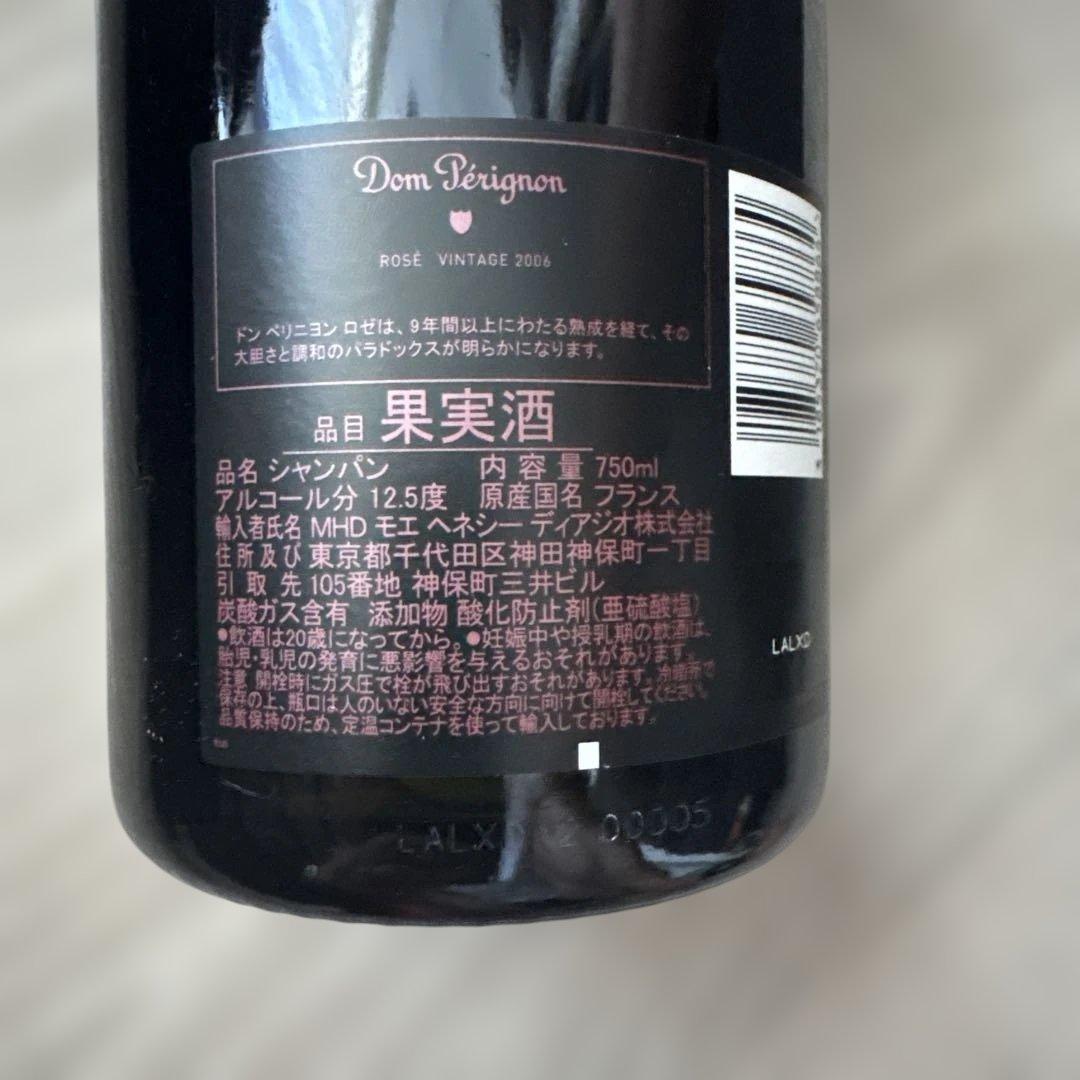 Dom Pérignon
ROSÉ VINTAGE 2006
ドン ペリニヨン ロゼは、9年間以上にわたる熟成を経て、その
大胆さと調和のパラドックスが明らかになります。
品目 果実酒
品名 シャンパン 内容量 750ml
アルコール分 12.5度 原産国名 フランス
輸入者氏名 MHD モエ ヘネシー ディアジオ株式会社
住所及び 東京都千代田区神田神保町一丁目
引取先 105番地 神保町三井ビル
炭酸ガス含有 添加物 酸化防止剤(亜硫酸塩)
●飲酒は20歳になってから。●妊娠中や授乳期の飲酒は、
胎児・乳児の発育に悪影響を与えるおそれがあります。
注意 開栓時にガス圧で栓が飛び出すおそれがあります。冷暗所で
保存の上、瓶口は人のいない安全な方向に向けて開栓してください。
品質保持のため、定温コンテナを使って輸入しております。
LALXD
00005